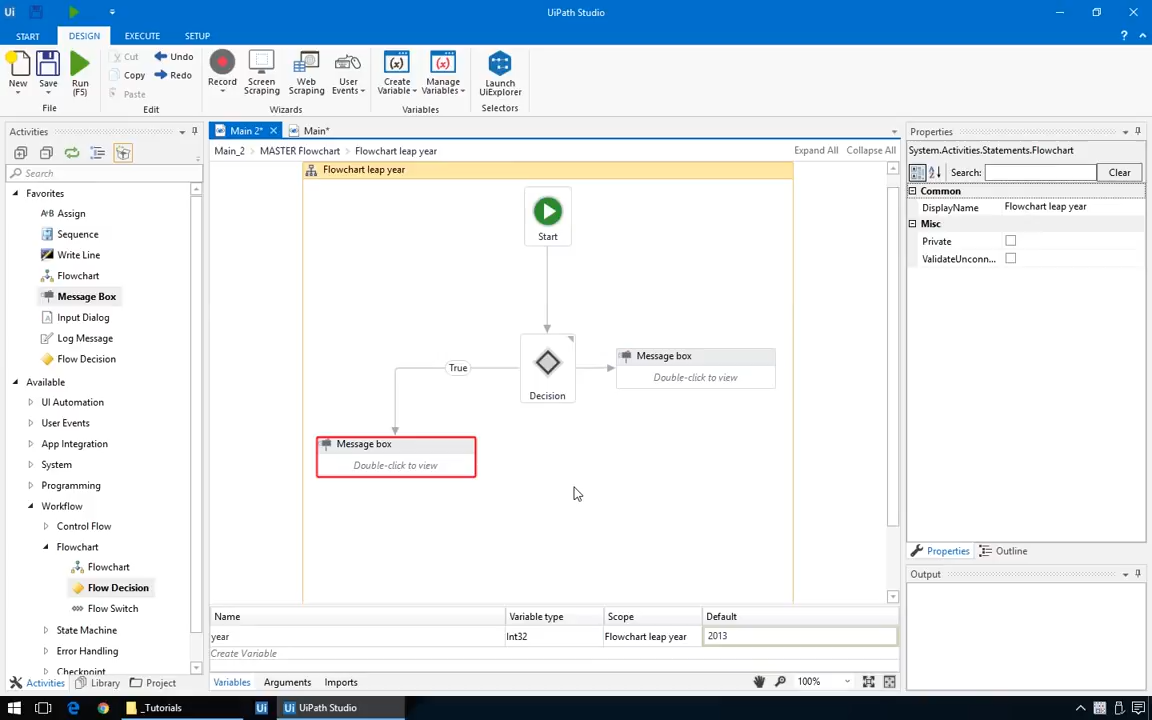 Ui
UiPath Studio
START
DESIGN
EXECUTE
SETUP
?
New
Save
Run
(F5)
File
Cut
Copy
Paste
Undo
Redo
Edit
Record
Screen
Scraping
Web
Scraping
User
Events
Wizards
Create
Variable
Manage
Variables
Variables
Launch
UiExplorer
Selectors
Activities
Search
Favorites
A+B Assign
Sequence
Write Line
Flowchart
Message Box
Input Dialog
Log Message
Flow Decision
Available
UI Automation
User Events
App Integration
System
Programming
Workflow
Control Flow
Flowchart
Flowchart
Flow Decision
Flow Switch
State Machine
Error Handling
Checkpoint
Activities
Library
Project
Main 2*
Main*
Main_2 > MASTER Flowchart > Flowchart leap year
Expand All
Collapse All
Flowchart leap year
Start
True
Decision
Message box
Double-click to view
Message box
Double-click to view
Name
Variable type
Scope
Default
year
Int32
Flowchart leap year
2013
Create Variable
Variables
Arguments
Imports
100%
Properties
System.Activities.Statements.Flowchart
Search:
Clear
Common
DisplayName
Flowchart leap year
Misc
Private
ValidateUnconn...
Properties
Outline
Output
_Tutorials
Ui
Ui
UiPath Studio